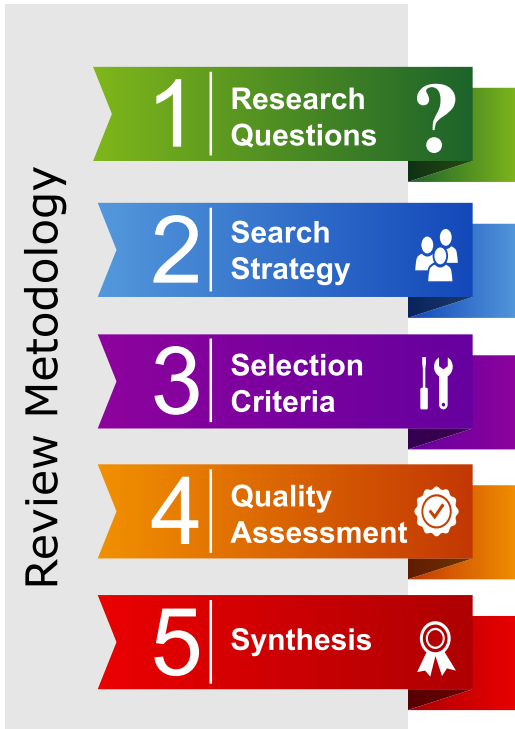 Review Metodology
1
Research
Questions
?
2
Search
Strategy
3
Selection
Criteria
4
Quality
Assessment
5
Synthesis